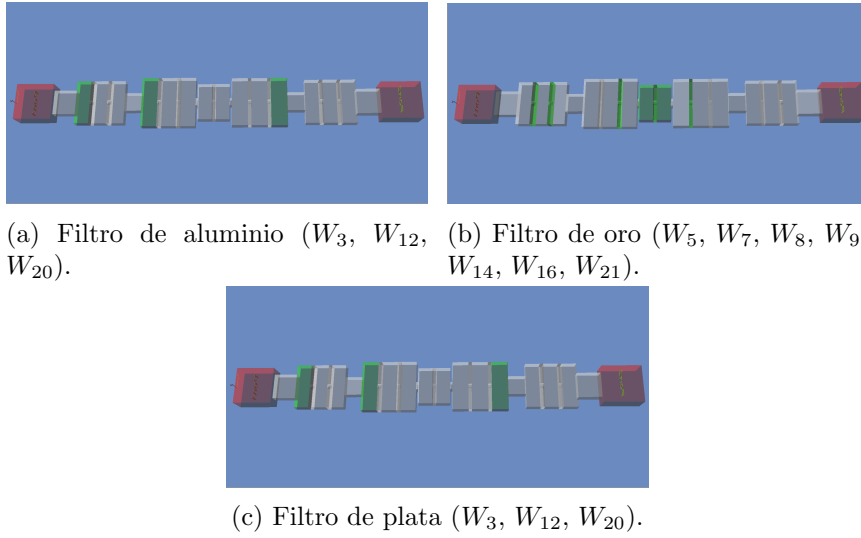 (a) Filtro de aluminio (W₃, W₁₂,
W₂₀).
(b) Filtro de oro (W₅, W₇, W₈, W₉
W₁₄, W₁₆, W₂₁).
(c) Filtro de plata (W₃, W₁₂, W₂₀).